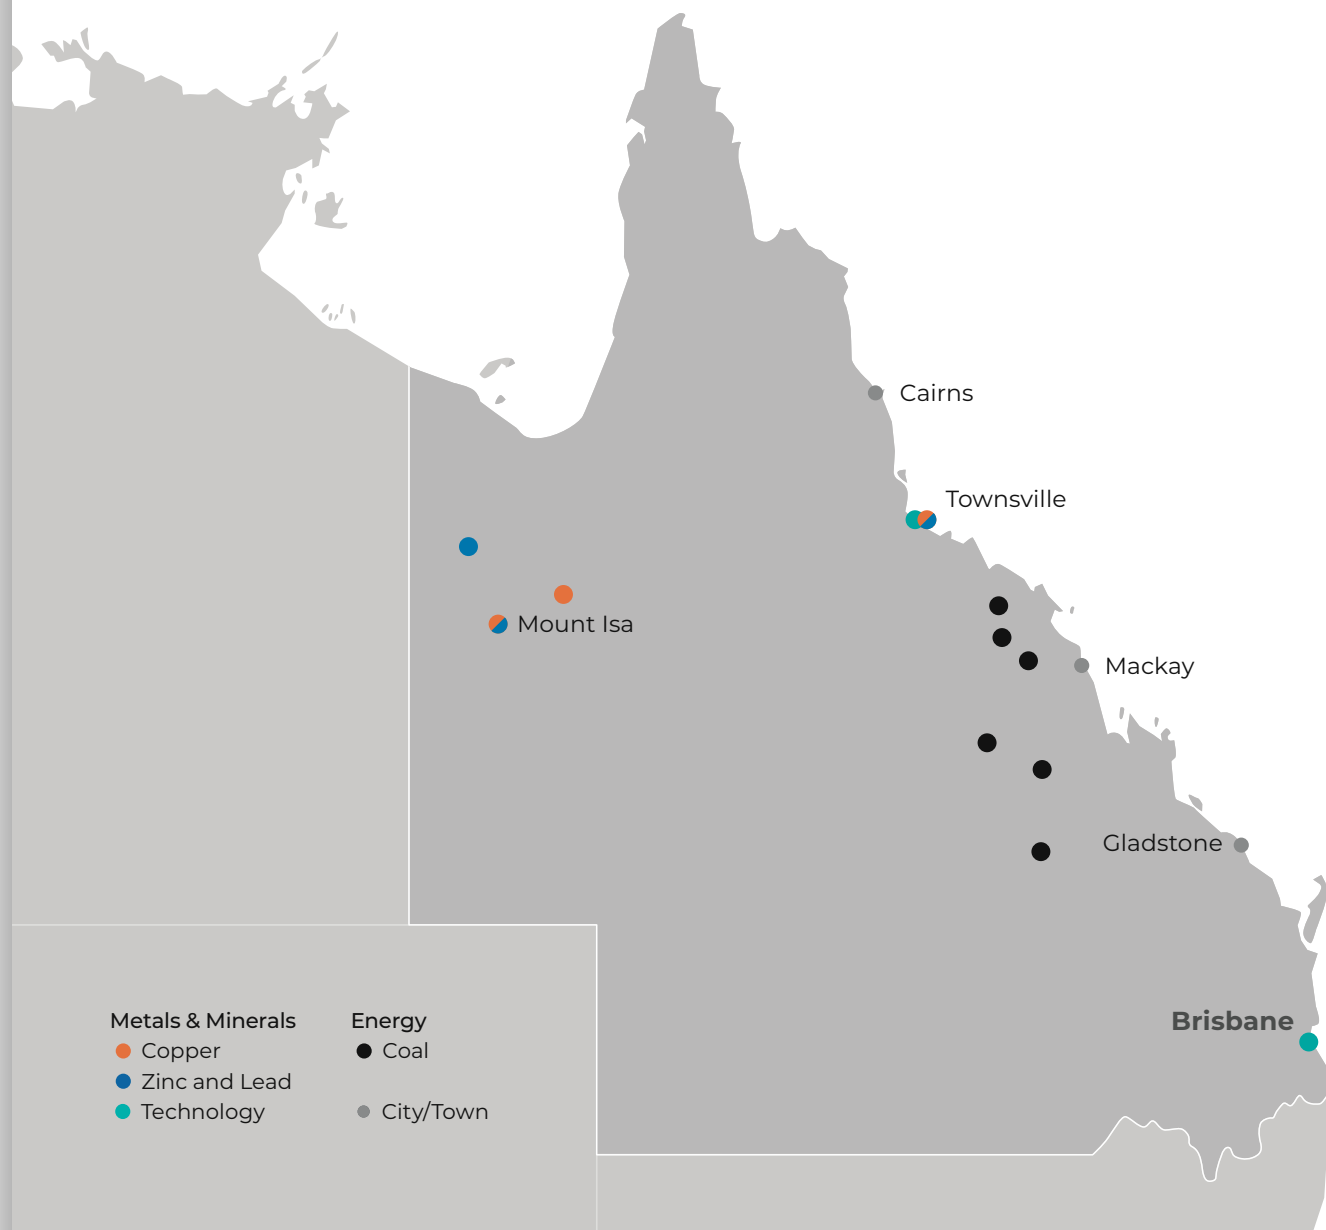 Cairns
Townsville
Mount Isa
Mackay
Gladstone
Brisbane
Metals & Minerals
Copper
Zinc and Lead
Technology
Energy
Coal
City/Town